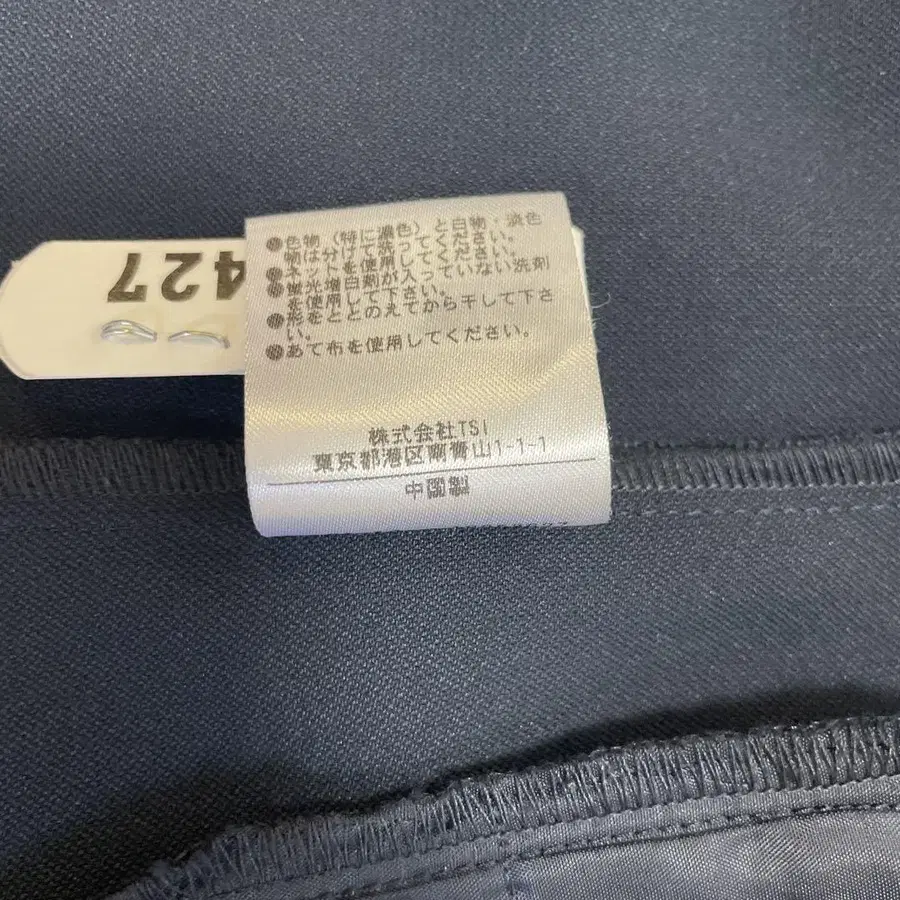 ●色物（特に濃色）と白物・淡色
物は分けて洗ってください。
●ネットを使用してください。
●蛍光増白剤が入っていない洗剤
を使用して下さい。
●形をととのえてから干して下さ
い。
●あて布を使用してください。
株式会社TSI
東京都港区南青山1-1-1
中国製
427